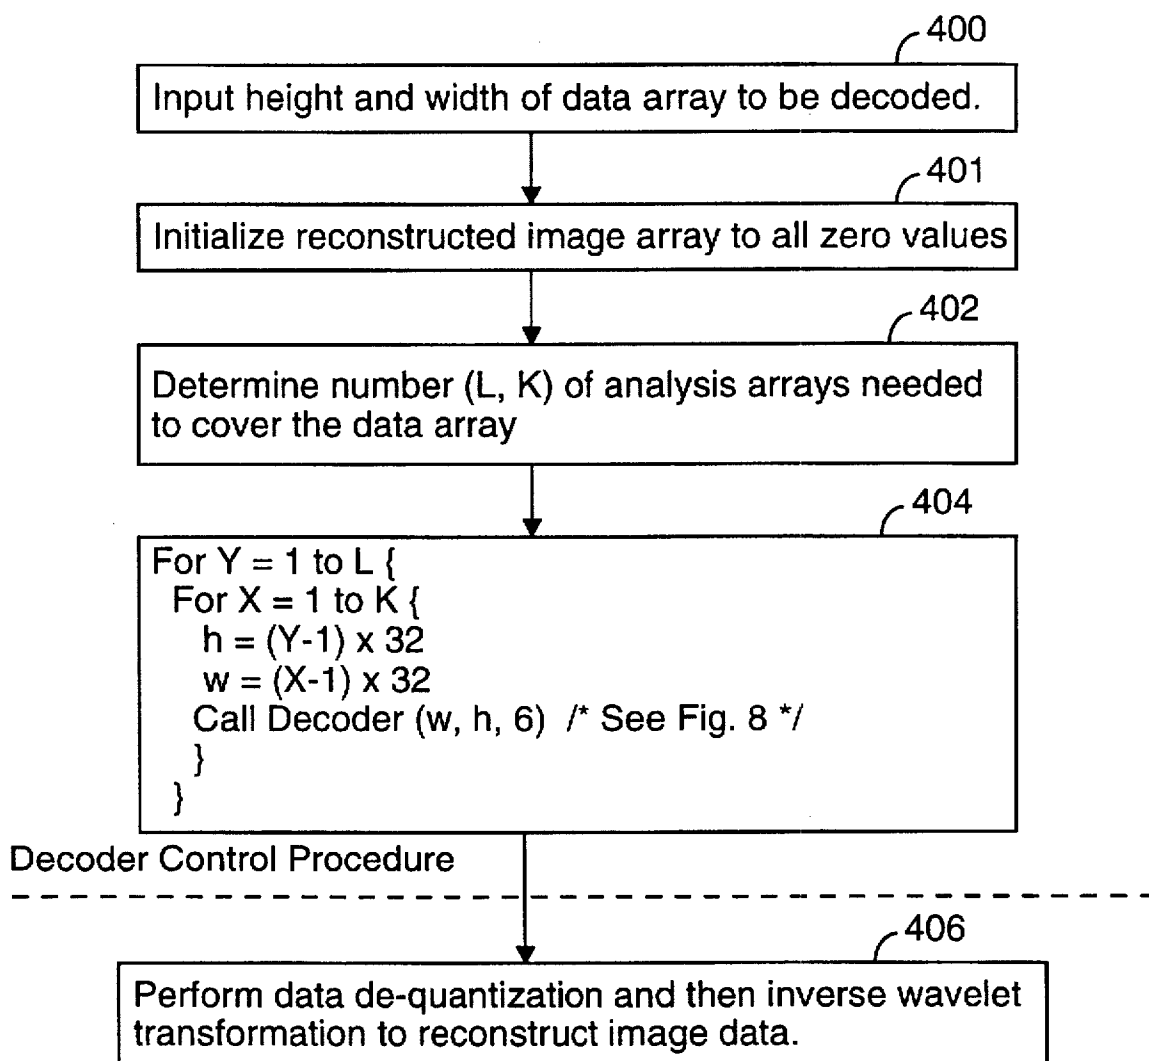 400
Input height and width of data array to be decoded.
401
Initialize reconstructed image array to all zero values
402
Determine number (L, K) of analysis arrays needed
to cover the data array
404
For Y = 1 to L {
For X = 1 to K {
h = (Y-1) x 32
w = (X-1) x 32
Call Decoder (w, h, 6) /* See Fig. 8 */
}
}
Decoder Control Procedure
406
Perform data de-quantization and then inverse wavelet
transformation to reconstruct image data.